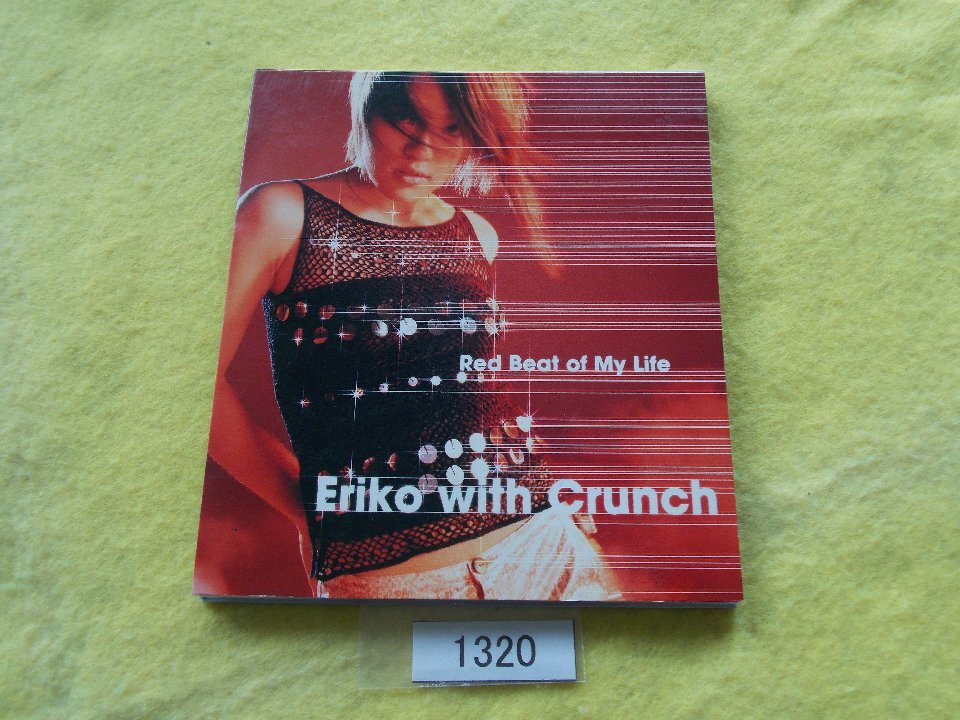 Red Beat of My Life
Eriko with Crunch
1320